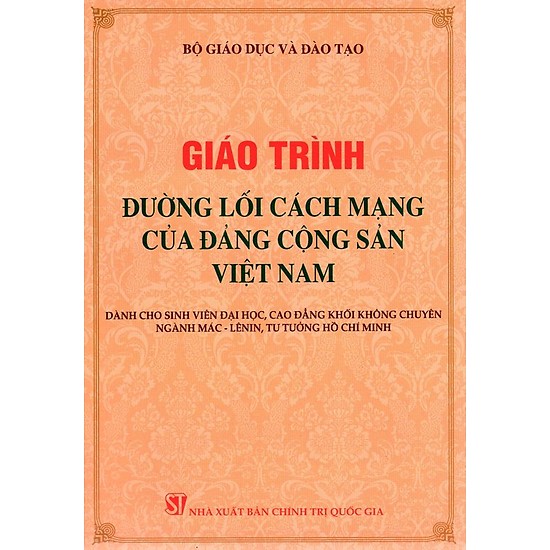 BỘ GIÁO DỤC VÀ ĐÀO TẠO
GIÁO TRÌNH
ĐƯỜNG LỐI CÁCH MẠNG
CỦA ĐẢNG CỘNG SẢN
VIỆT NAM
DÀNH CHO SINH VIÊN ĐẠI HỌC, CAO ĐẲNG KHỐI KHÔNG CHUYÊN
NGÀNH MÁC - LÊNIN, TƯ TƯỞNG HỒ CHÍ MINH
ST NHÀ XUẤT BẢN CHÍNH TRỊ QUỐC GIA